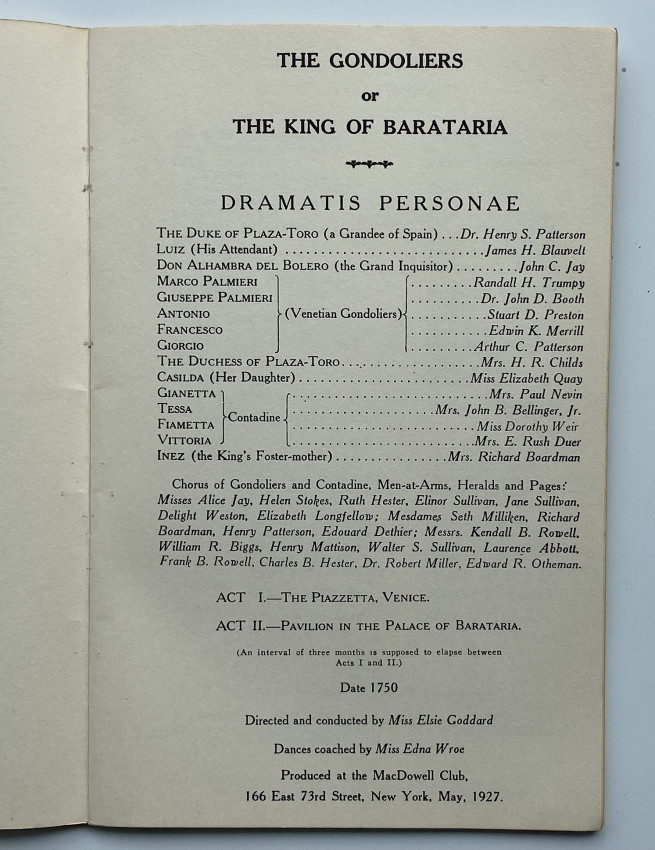 THE GONDOLIERS
or
THE KING OF BARATARIA
DRAMATIS PERSONAE
THE DUKE OF PLAZA-TORO (a Grandee of Spain) . . . Dr. Henry S. Patterson
LUIZ (His Attendant) . . . . . . . . . . . . . . . . . . . . . . . . . . James H. Blauvelt
DON ALHAMBRA DEL BOLERO (the Grand Inquisitor) . . . . . . . . . John C. Jay
MARCO PALMIERI . . . . . . . . . Randall H. Trumpy
GIUSEPPE PALMIERI . . . . . . . . . . Dr. John D. Booth
ANTONIO (Venetian Gondoliers) . . . . . . . . . . . Stuart D. Preston
FRANCESCO . . . . . . . . . . . Edwin K. Merrill
GIORGIO . . . . . . . . . Arthur C. Patterson
THE DUCHESS OF PLAZA-TORO . . . . . . . . . . . . . . . . . . Mrs. H. R. Childs
CASILDA (Her Daughter) . . . . . . . . . . . . . . . . . . . . . . Miss Elizabeth Quay
GIANETTA . . . . . . . . . . . . . . . . . . . . . . . . Mrs. Paul Nevin
TESSA . . . . . . . . . . . . . . . . . . Mrs. John B. Bellinger, Jr.
Contadine
FIAMETTA . . . . . . . . . . . . . . . . . . . . . . . Miss Dorothy Weir
VITTORIA . . . . . . . . . . . . . . . . . . . . . . . Mrs. E. Rush Duer
INEZ (the King's Foster-mother) . . . . . . . . . . . . . . Mrs. Richard Boardman
Chorus of Gondoliers and Contadine, Men-at-Arms, Heralds and Pages:
Misses Alice Jay, Helen Stokes, Ruth Hester, Elinor Sullivan, Jane Sullivan,
Delight Weston, Elizabeth Longfellow; Mesdames Seth Milliken, Richard
Boardman, Henry Patterson, Edouard Dethier; Messrs. Kendall B. Rowell,
William R. Biggs, Henry Mattison, Walter S. Sullivan, Laurence Abbott,
Frank B. Rowell, Charles B. Hester, Dr. Robert Miller, Edward R. Otheman.
ACT I.—THE PIAZZETTA, VENICE.
ACT II.—PAVILION IN THE PALACE OF BARATARIA.
(An interval of three months is supposed to elapse between
Acts I and II.)
Date 1750
Directed and conducted by Miss Elsie Goddard
Dances coached by Miss Edna Wroe
Produced at the MacDowell Club,
166 East 73rd Street, New York, May, 1927.